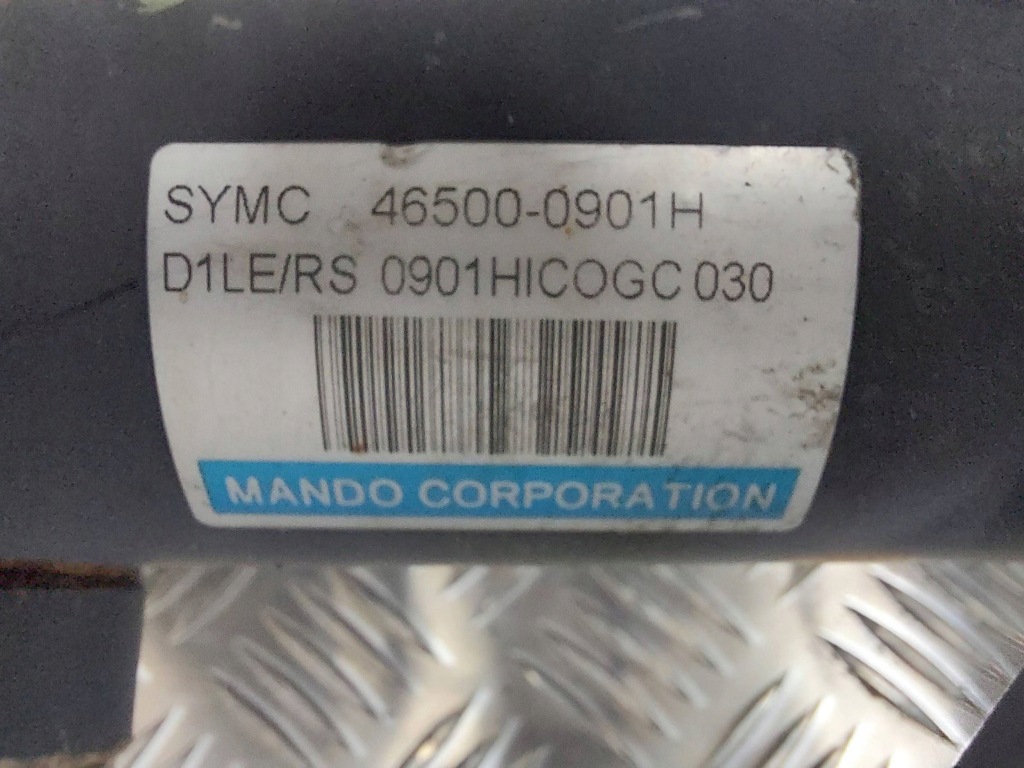 SYMC 46500-0901H
D1LE/RS 0901HICOGC 030
MANDO CORPORATION